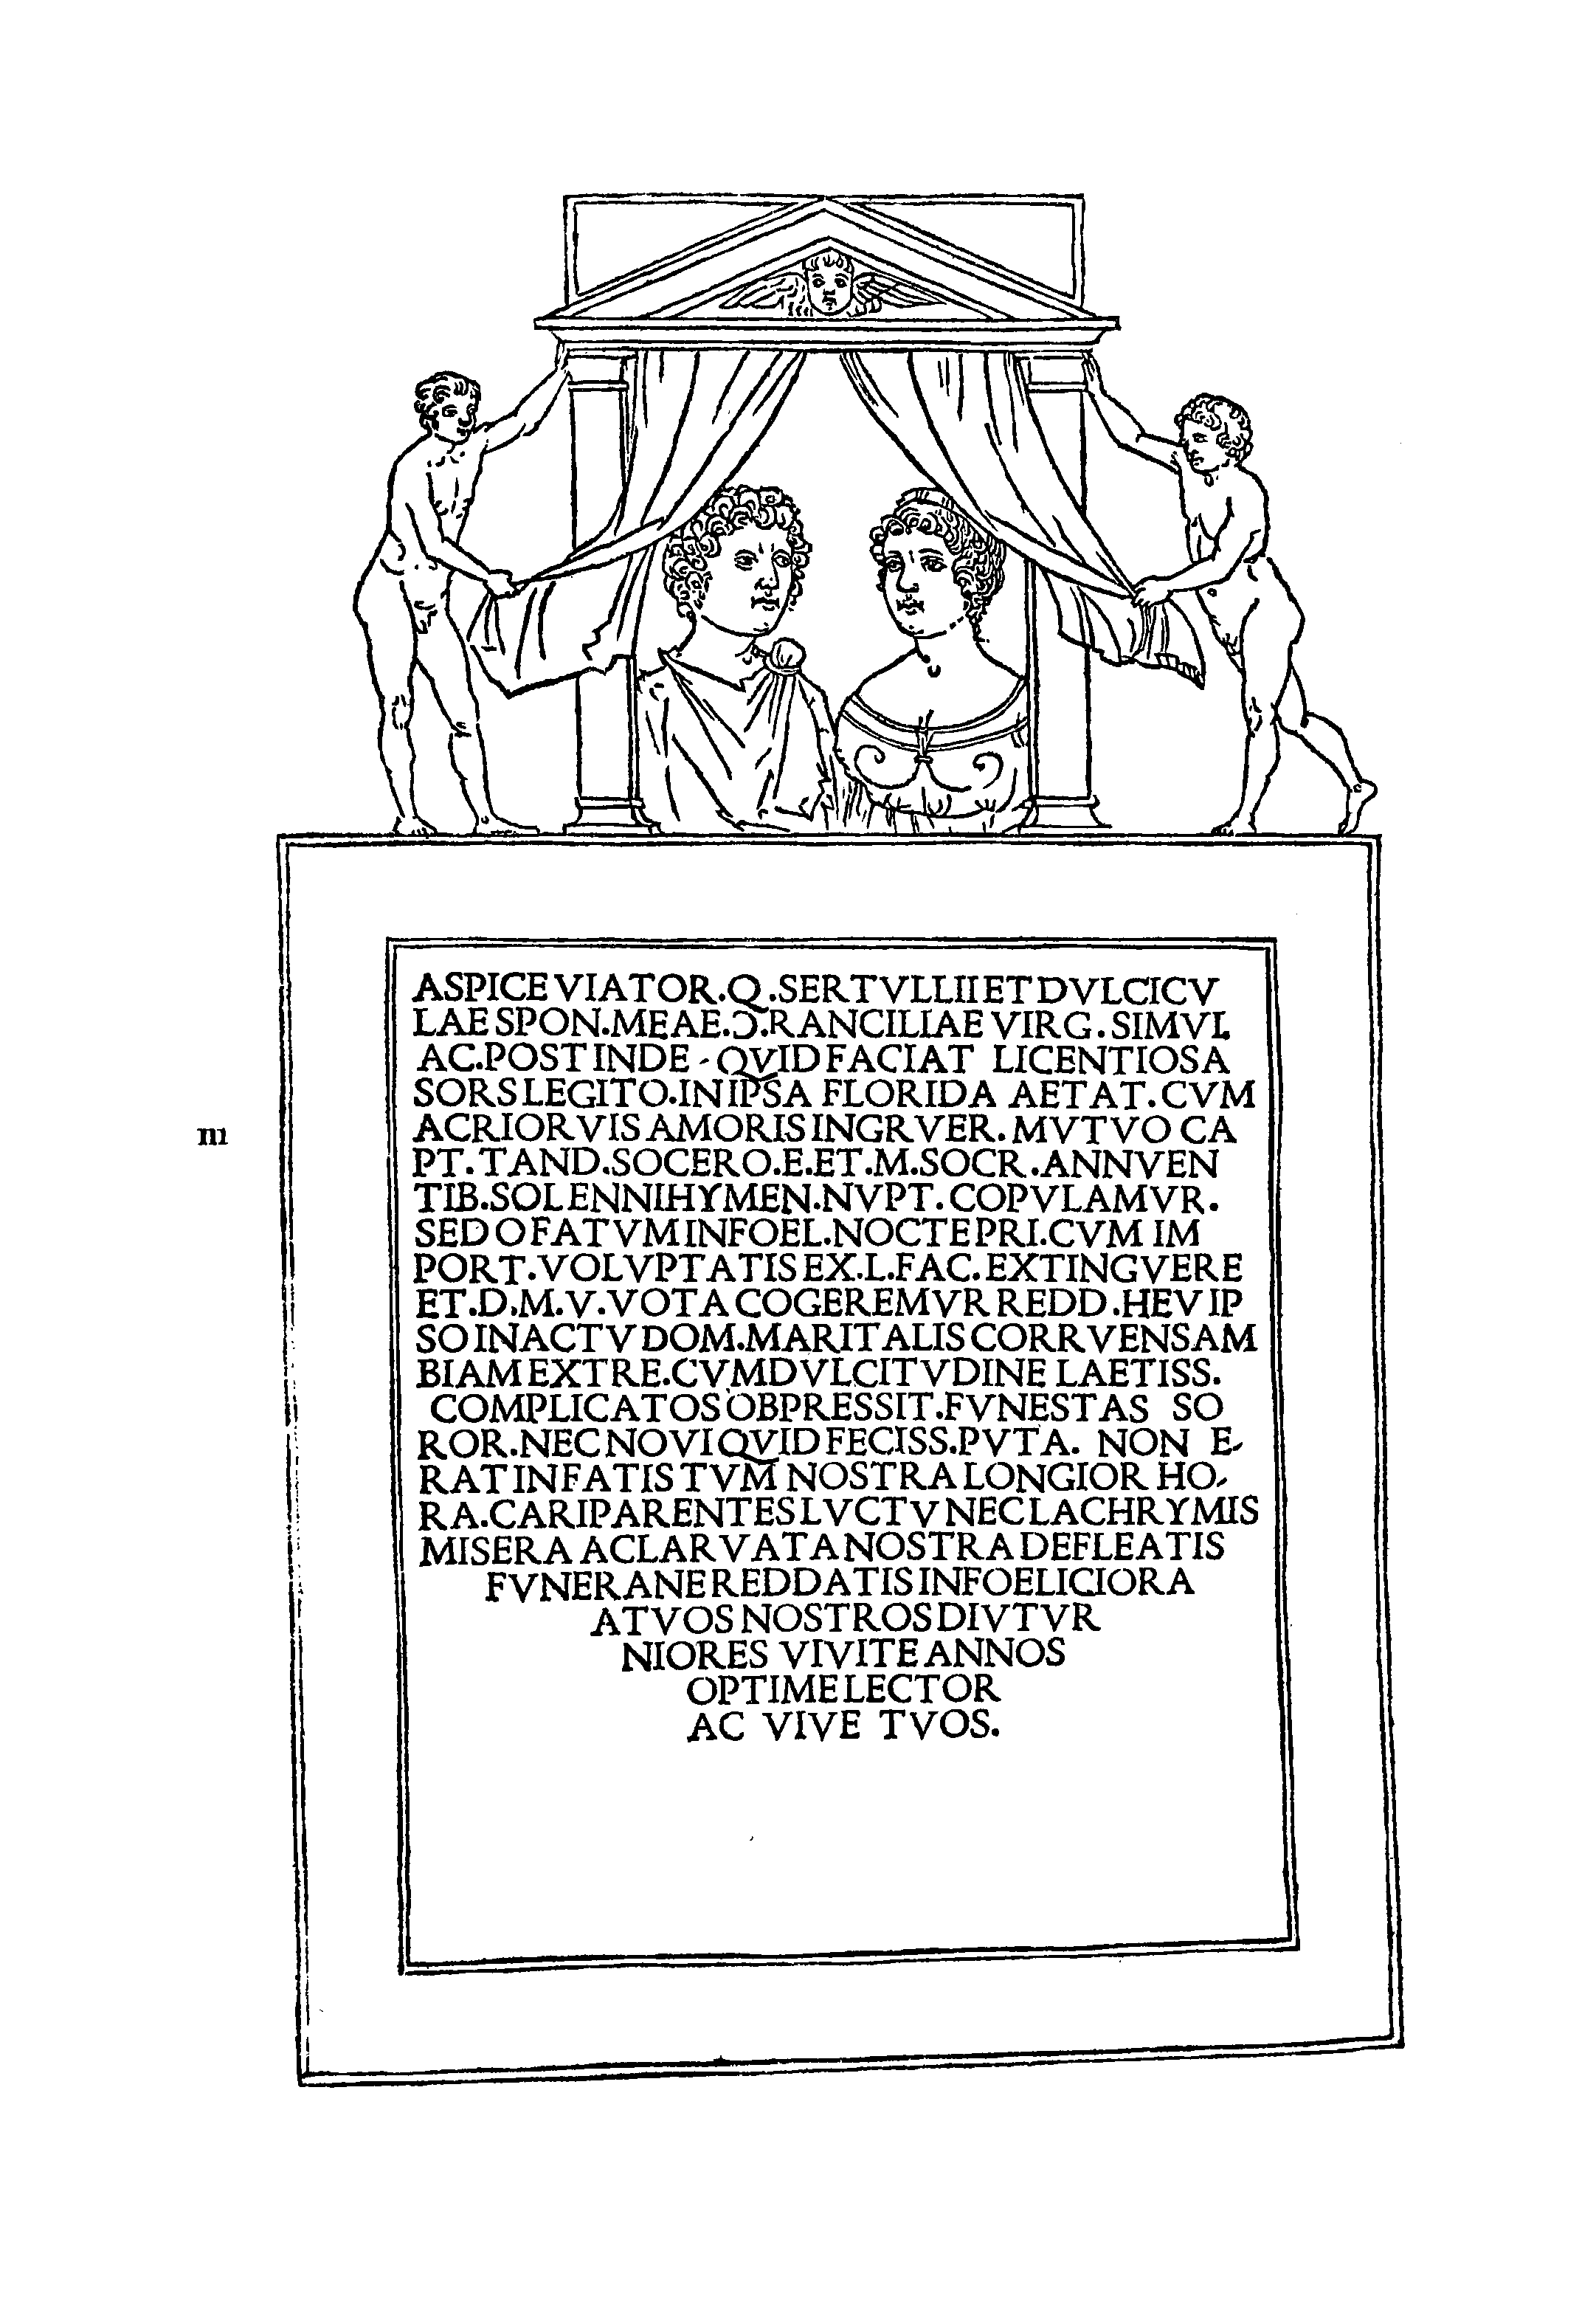 ASPICE VIATOR.Q.SERTVLLII ET DVLCICV
LAE SPON.MEAE.Ɔ.RANCILIAE VIRG.SIMVL
AC.POST INDE - QVID FACIAT LICENTIOSA
SORS LEGITO.IN IPSA FLORIDA AETAT.CVM
ACRIOR VIS AMORIS INGRVER.MVTVO CA
PT.TAND.SOCERO.E.ET.M.SOCR.ANNVEN
TIB.SOLENNI HYMEN.NVPT.COPVLAMVR.
SED O FATVM INFOEL.NOCTE PRI.CVM IM
PORT.VOLVPTATIS EX.L.FAC.EXTINGVERE
ET.D.M.V.VOTA COGEREMVR REDD.HEV IP
SO IN ACTV DOM.MARITALIS CORRVENS AM
BIAM EXTRE.CVM DVLCITVDINE LAETISS.
COMPLICATOS OBPRESSIT.FVNESTAS SO
ROR.NEC NOVI QVID FECISS.PVTA. NON E-
RAT IN FATIS TVM NOSTRA LONGIOR HO-
RA.CARI PARENTES LVCTV NEC LACHRYMIS
MISERA AC LARVATA NOSTRA DEFLEATIS
FVNERA NE REDDATIS INFOELICIORA
AT VOS NOSTROS DIVTVR
NIORES VIVITE ANNOS
OPTIME LECTOR
AC VIVE TVOS.
m